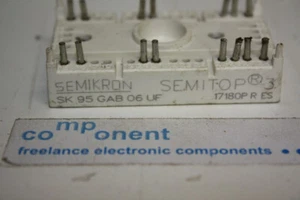 SEMIKRON SEMITOP® 3
SK 95 GAB 06 UF 17180P R ES
component
freelance electronic components •